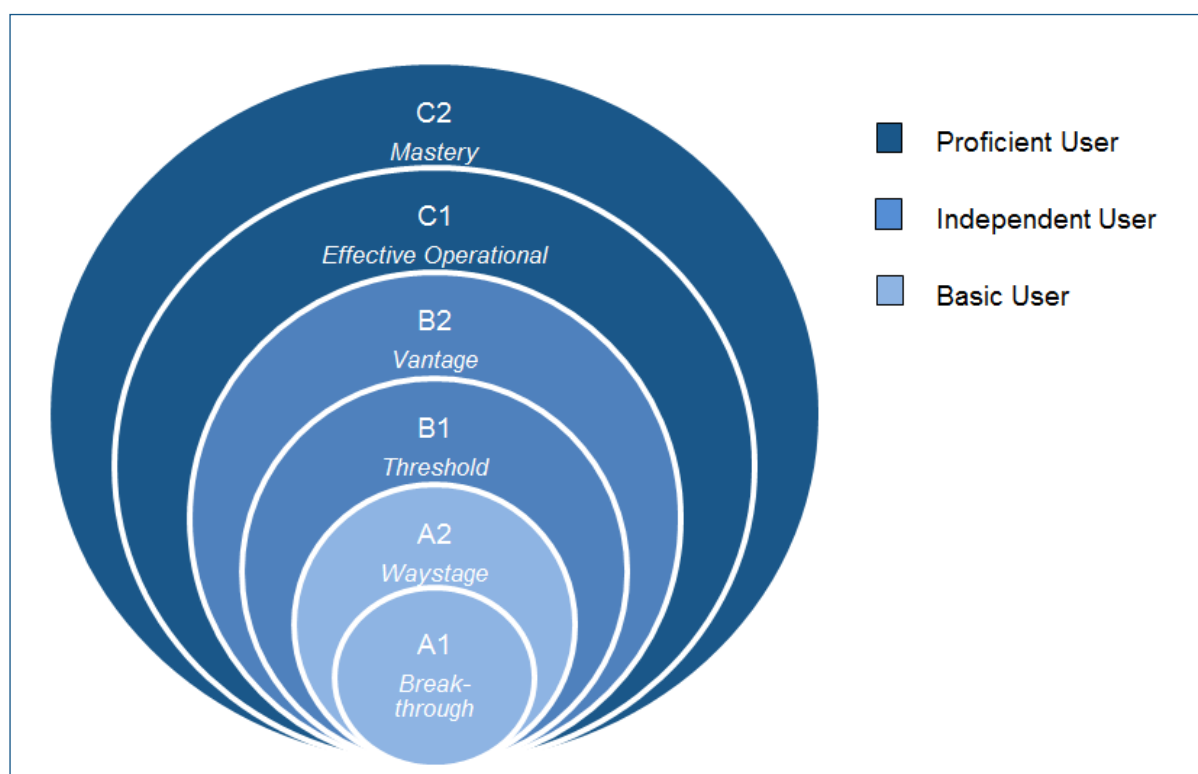 C2
Mastery
C1
Effective Operational
B2
Vantage
B1
Threshold
A2
Waystage
A1
Break-
through
Proficient User
Independent User
Basic User